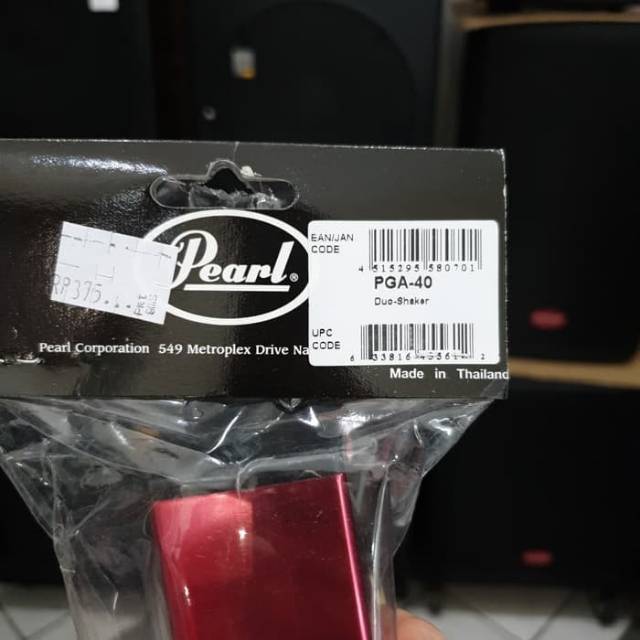 Pearl®
R8375
EAN/JAN
CODE
4 515295 580701
PGA-40
Duo-Shaker
UPC
CODE
Pearl Corporation 549 Metroplex Drive Na
Made in Thailand